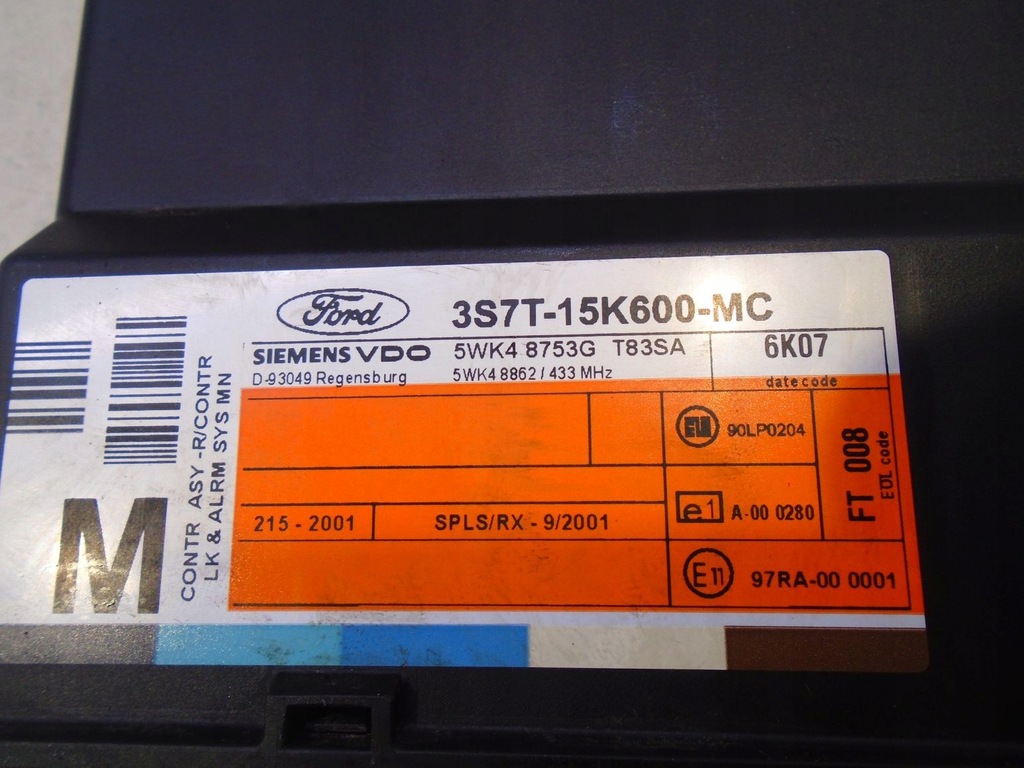 Ford
3S7T-15K600-MC
SIEMENS VDO
5WK4 8753G T83SA
6K07
D-93049 Regensburg
5WK4 8862 / 433 MHz
date code
90LP0204
FT 008
EOL code
e1 A-00 0280
215 - 2001
SPLS/RX - 9/2001
E11 97RA-00 0001
M
CONTR ASY -R/CONTR
LK & ALRM SYS MN